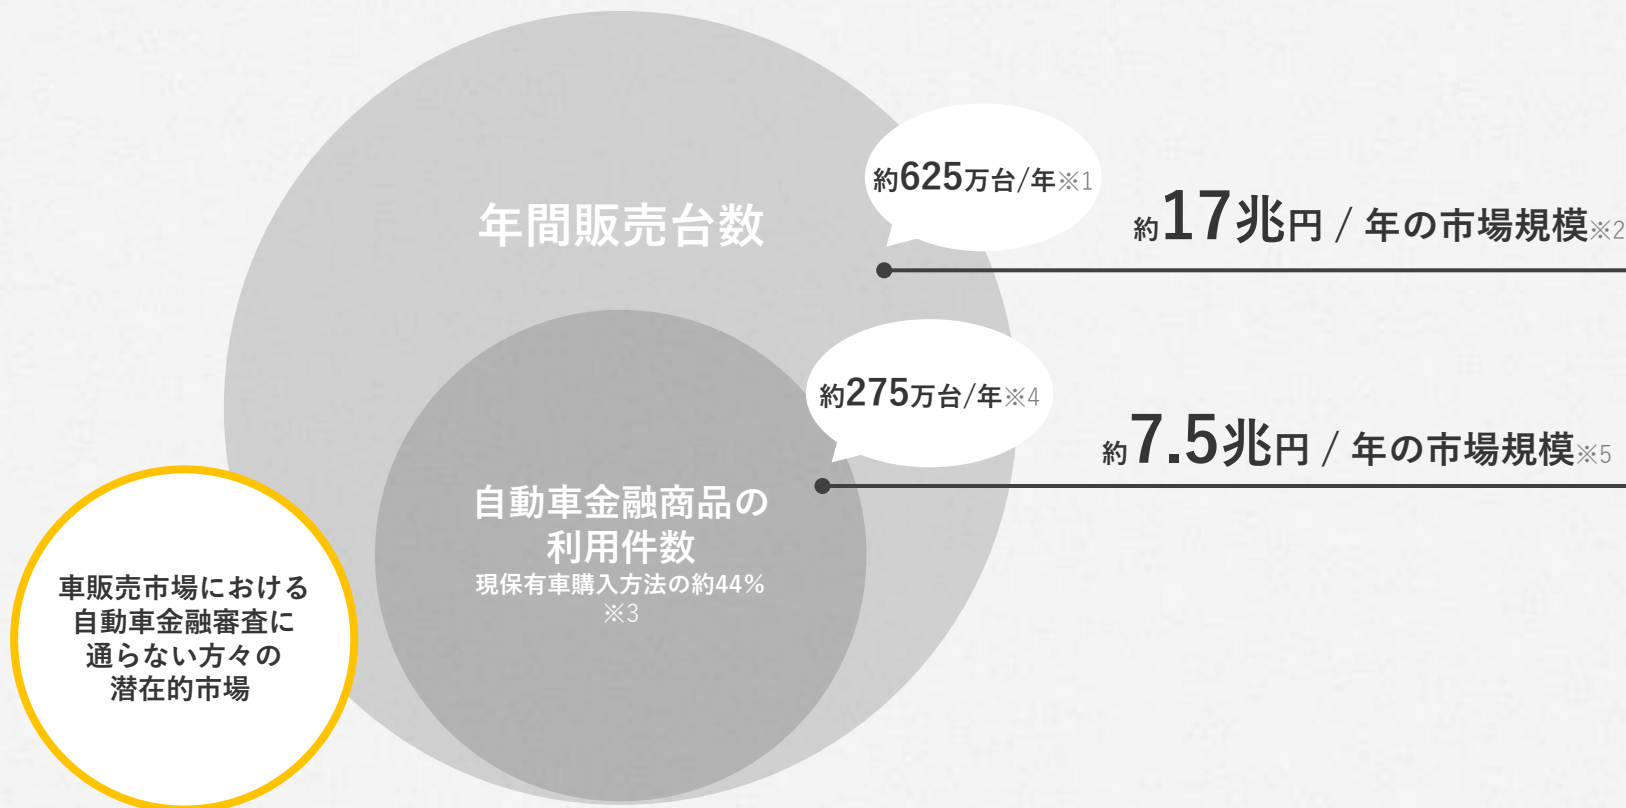 年間販売台数
約625万台/年※1
約17兆円 / 年の市場規模※2
約275万台/年※4
約7.5兆円 / 年の市場規模※5
自動車金融商品の
利用件数
現保有車購入方法の約44%
※3
車販売市場における
自動車金融審査に
通らない方々の
潜在的市場